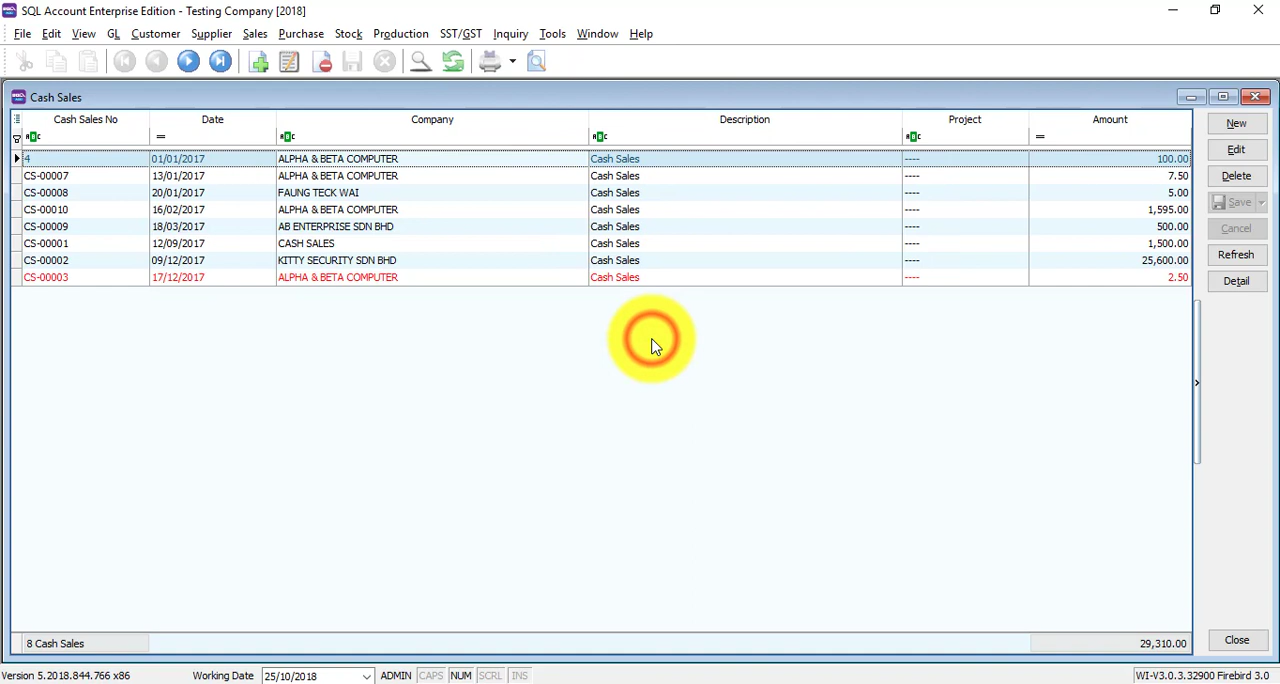 SQL Account Enterprise Edition - Testing Company [2018]
File Edit View GL Customer Supplier Sales Purchase Stock Production SST/GST Inquiry Tools Window Help
Cash Sales
Cash Sales No Date Company Description Project Amount
4 01/01/2017 ALPHA & BETA COMPUTER Cash Sales ---- 100.00
CS-00007 13/01/2017 ALPHA & BETA COMPUTER Cash Sales ---- 7.50
CS-00008 20/01/2017 FAUNG TECK WAI Cash Sales ---- 5.00
CS-00010 16/02/2017 ALPHA & BETA COMPUTER Cash Sales ---- 1,595.00
CS-00009 18/03/2017 AB ENTERPRISE SDN BHD Cash Sales ---- 500.00
CS-00001 12/09/2017 CASH SALES Cash Sales ---- 1,500.00
CS-00002 09/12/2017 KITTY SECURITY SDN BHD Cash Sales ---- 25,600.00
CS-00003 17/12/2017 ALPHA & BETA COMPUTER Cash Sales ---- 2.50
8 Cash Sales 29,310.00
New
Edit
Delete
Save
Cancel
Refresh
Detail
Close
Version 5.2018.844.766 x86 Working Date 25/10/2018 ADMIN CAPS NUM SCRL INS WI-V3.0.3.32900 Firebird 3.0